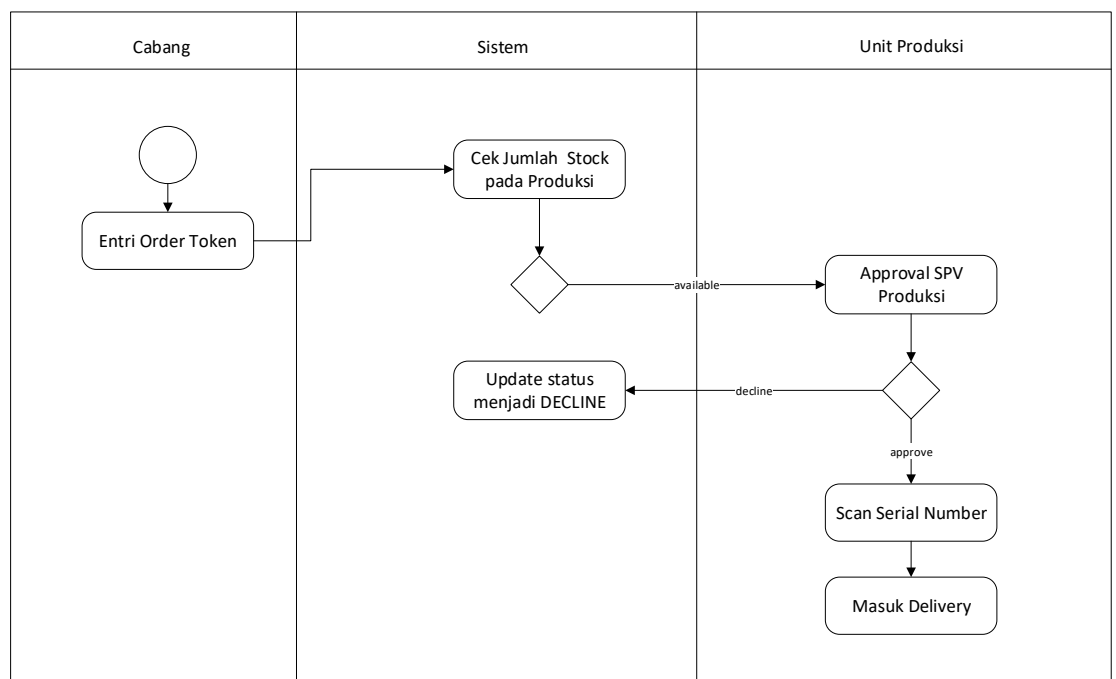 Cabang
Sistem
Unit Produksi
Cek Jumlah Stock
pada Produksi
Entri Order Token
available
Approval SPV
Produksi
Update status
menjadi DECLINE
decline
approve
Scan Serial Number
Masuk Delivery